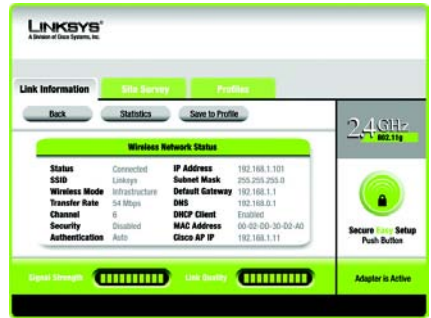 LINKSYS®
A Division of Cisco Systems, Inc.
Link Information Site Survey Profiles
Back Statistics Save to Profile
2.4GHz
802.11g
Wireless Network Status
Status Connected IP Address 192.168.1.101
SSID Linksys Subnet Mask 255.255.255.0
Wireless Mode Infrastructure Default Gateway 192.168.1.1
Transfer Rate 54 Mbps DNS 192.168.0.1
Channel 6 DHCP Client Enabled
Security Disabled MAC Address 00-02-DD-30-D2-A0
Authentication Auto Cisco AP IP 192.168.1.11
Secure Easy Setup
Push Button
Signal Strength Link Quality Adapter is Active